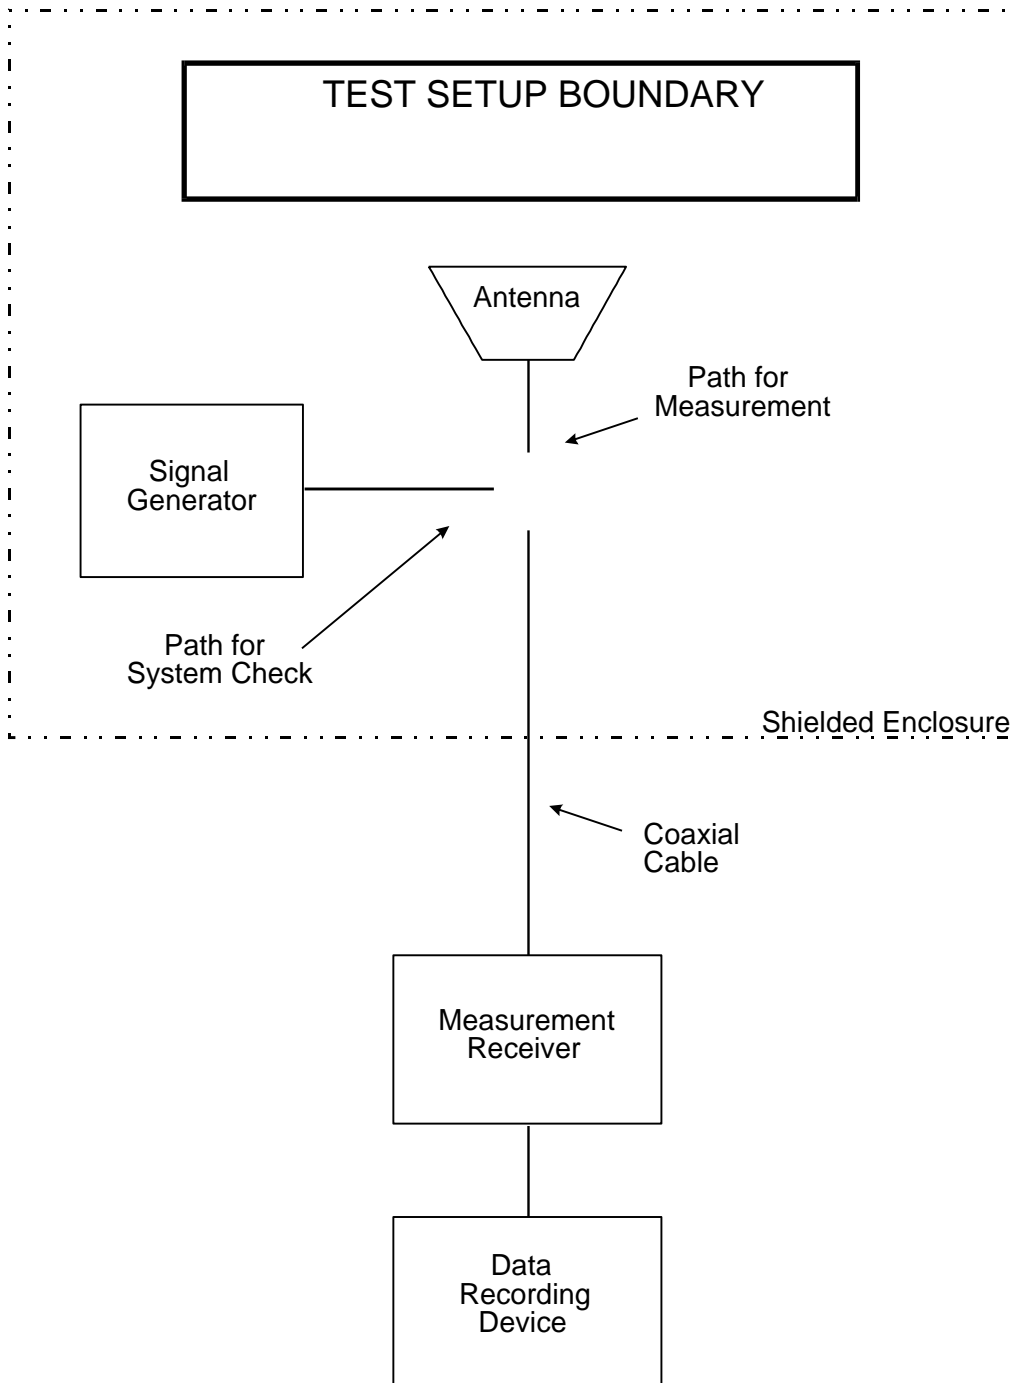 TEST SETUP BOUNDARY
Antenna
Path for
Measurement
Signal
Generator
Path for
System Check
Shielded Enclosure
Coaxial
Cable
Measurement
Receiver
Data
Recording
Device